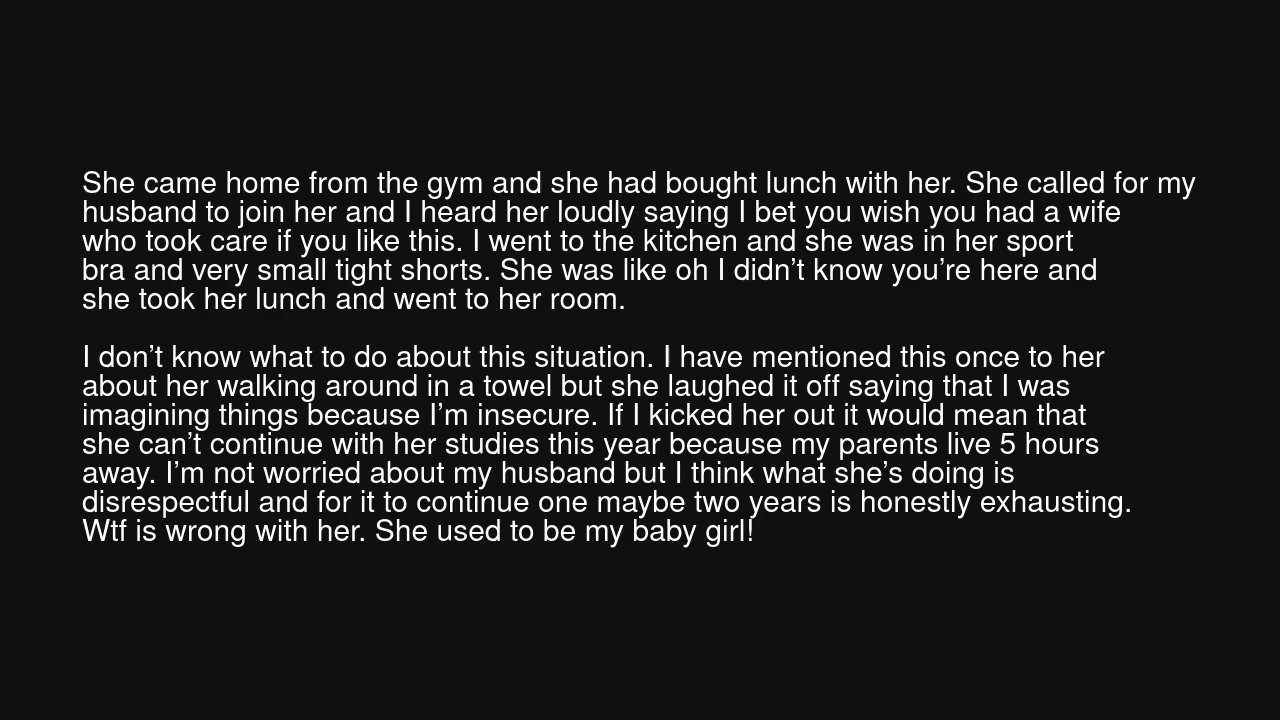 She came home from the gym and she had bought lunch with her. She called for my
husband to join her and I heard her loudly saying I bet you wish you had a wife
who took care if you like this. I went to the kitchen and she was in her sport
bra and very small tight shorts. She was like oh I didn’t know you’re here and
she took her lunch and went to her room.

I don’t know what to do about this situation. I have mentioned this once to her
about her walking around in a towel but she laughed it off saying that I was
imagining things because I’m insecure. If I kicked her out it would mean that
she can’t continue with her studies this year because my parents live 5 hours
away. I’m not worried about my husband but I think what she’s doing is
disrespectful and for it to continue one maybe two years is honestly exhausting.
Wtf is wrong with her. She used to be my baby girl!